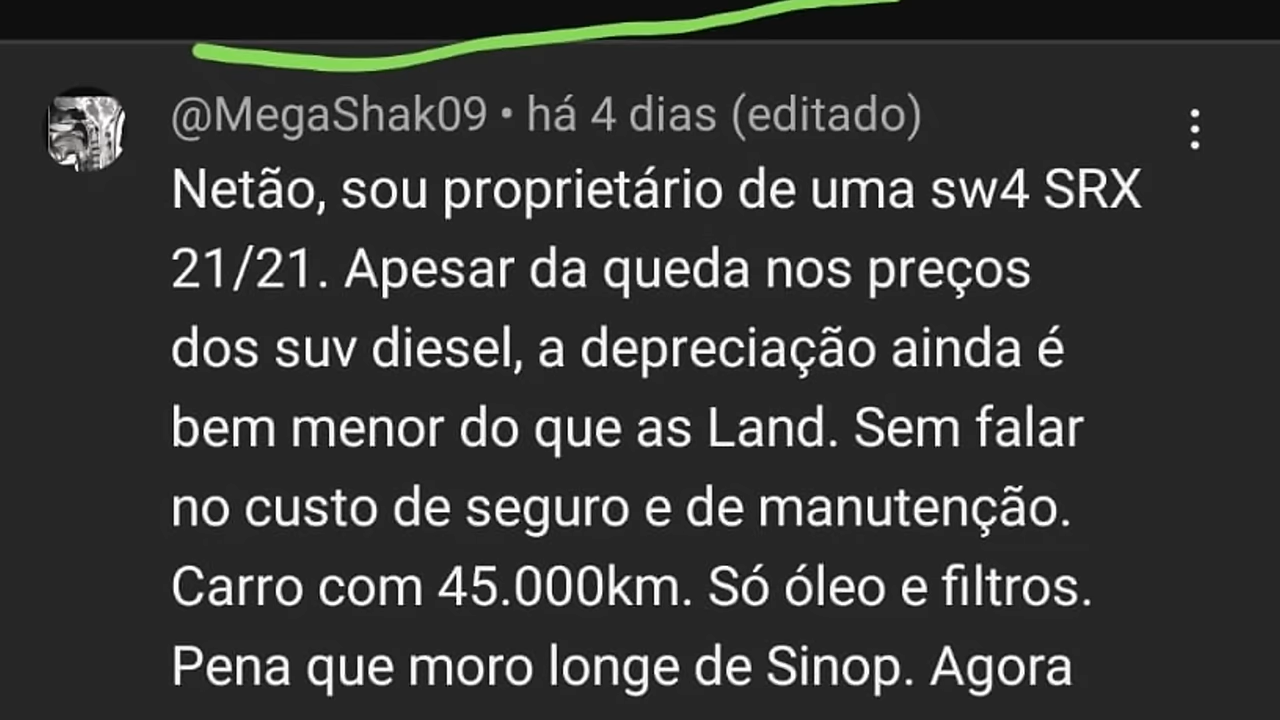 @MegaShak09 • há 4 dias (editado)
Netão, sou proprietário de uma sw4 SRX
21/21. Apesar da queda nos preços
dos suv diesel, a depreciação ainda é
bem menor do que as Land. Sem falar
no custo de seguro e de manutenção.
Carro com 45.000km. Só óleo e filtros.
Pena que moro longe de Sinop. Agora